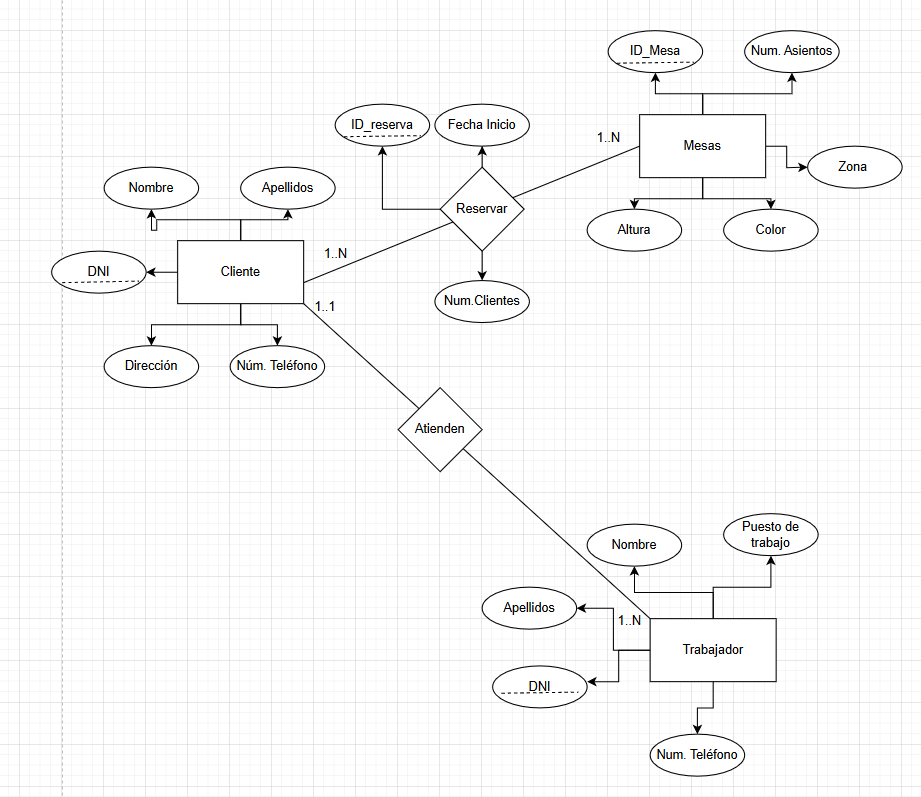 ID_Mesa
Num. Asientos
ID_reserva
Fecha Inicio
1..N
Mesas
Zona
Nombre
Apellidos
Reservar
Altura
Color
1..N
DNI
Cliente
Num.Clientes
1..1
Dirección
Núm. Teléfono
Atienden
Nombre
Puesto de
trabajo
Apellidos
1..N
Trabajador
DNI
Num. Teléfono